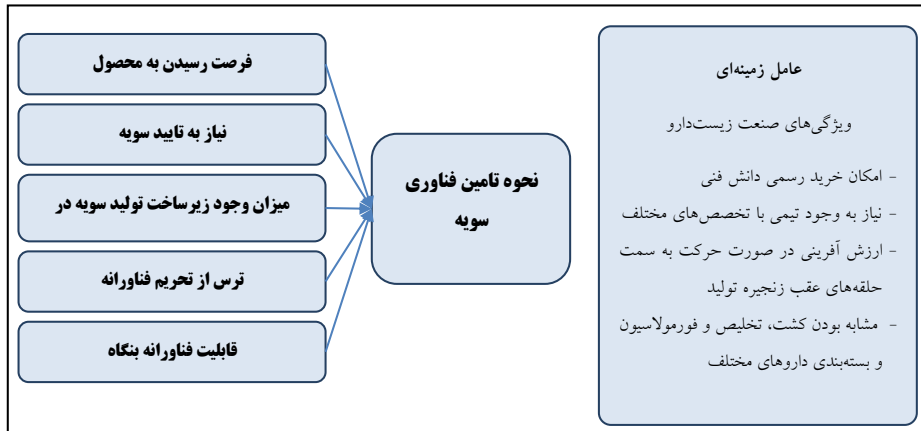 عامل زمینه‌ای
ویژگی‌های صنعت زیست‌دارو
- امکان خرید رسمی دانش فنی
- نیاز به وجود تیمی با تخصص‌های مختلف
- ارزش آفرینی در صورت حرکت به سمت
حلقه‌های عقب زنجیره تولید
- مشابه بودن کشت، تخلیص و فورمولاسیون
و بسته‌بندی داروهای مختلف
نحوه تامین فناوری
سویه
فرصت رسیدن به محصول
نیاز به تایید سویه
میزان وجود زیرساخت تولید سویه در
ترس از تحریم فناورانه
قابلیت فناورانه بنگاه